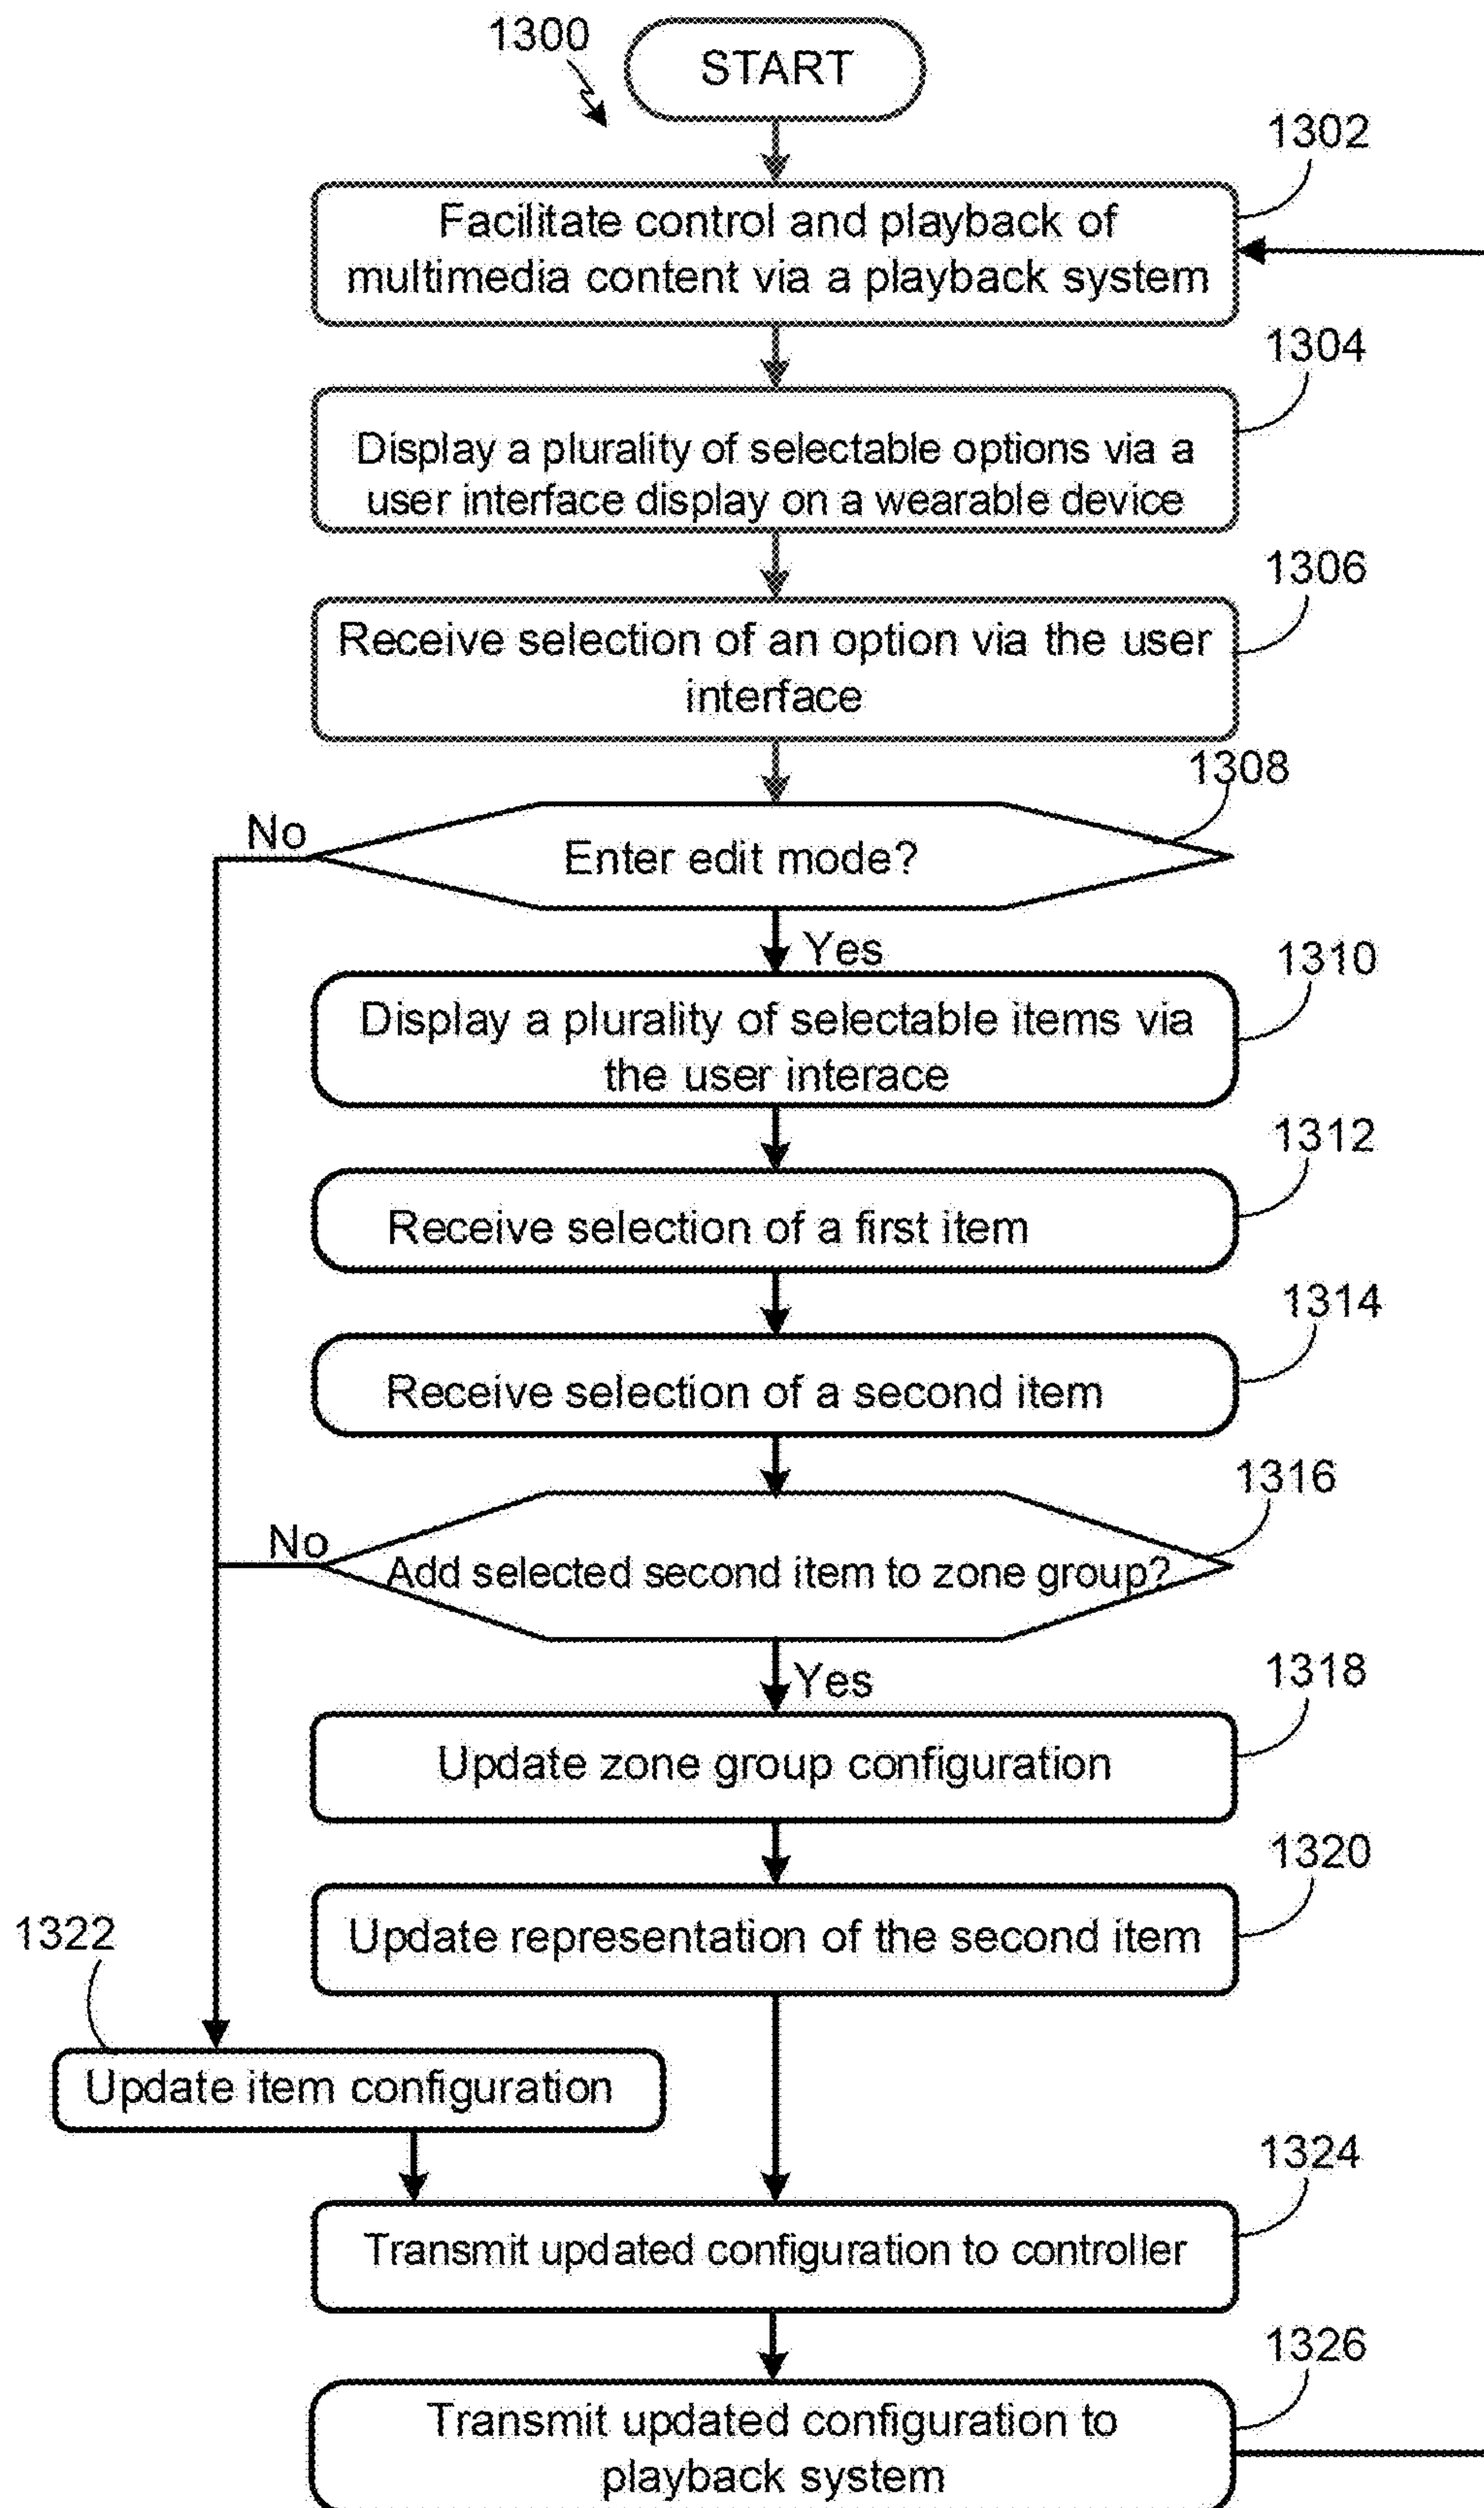 1300
START
1302
Facilitate control and playback of
multimedia content via a playback system
1304
Display a plurality of selectable options via a
user interface display on a wearable device
1306
Receive selection of an option via the user
interface
1308
No
Enter edit mode?
Yes
1310
Display a plurality of selectable items via
the user interace
1312
Receive selection of a first item
1314
Receive selection of a second item
1316
No
Add selected second item to zone group?
Yes
1318
Update zone group configuration
1320
Update representation of the second item
1322
Update item configuration
1324
Transmit updated configuration to controller
1326
Transmit updated configuration to
playback system